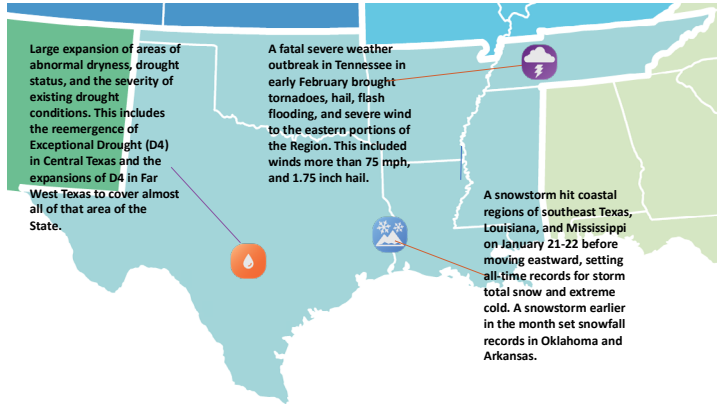 Large expansion of areas of
abnormal dryness, drought
status, and the severity of
existing drought
conditions. This includes
the reemergence of
Exceptional Drought (D4)
in Central Texas and the
expansions of D4 in Far
West Texas to cover almost
all of that area of the
State.
A fatal severe weather
outbreak in Tennessee in
early February brought
tornadoes, hail, flash
flooding, and severe wind
to the eastern portions of
the Region. This included
winds more than 75 mph,
and 1.75 inch hail.
A snowstorm hit coastal
regions of southeast Texas,
Louisiana, and Mississippi
on January 21-22 before
moving eastward, setting
all-time records for storm
total snow and extreme
cold. A snowstorm earlier
in the month set snowfall
records in Oklahoma and
Arkansas.